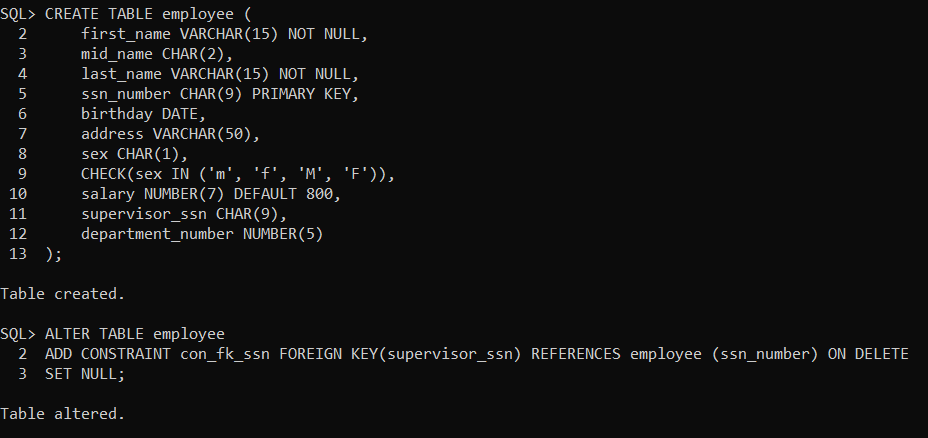 SQL> CREATE TABLE employee (
  2      first_name VARCHAR(15) NOT NULL,
  3      mid_name CHAR(2),
  4      last_name VARCHAR(15) NOT NULL,
  5      ssn_number CHAR(9) PRIMARY KEY,
  6      birthday DATE,
  7      address VARCHAR(50),
  8      sex CHAR(1),
  9      CHECK(sex IN ('m', 'f', 'M', 'F')),
 10      salary NUMBER(7) DEFAULT 800,
 11      supervisor_ssn CHAR(9),
 12      department_number NUMBER(5)
 13  );
Table created.
SQL> ALTER TABLE employee
  2  ADD CONSTRAINT con_fk_ssn FOREIGN KEY(supervisor_ssn) REFERENCES employee (ssn_number) ON DELETE
  3  SET NULL;
Table altered.